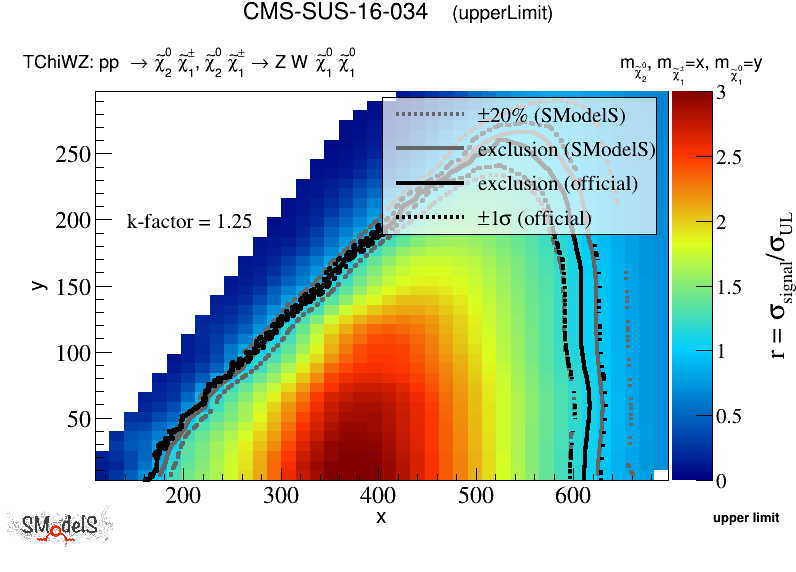 CMS-SUS-16-034 (upperLimit)
TChiWZ: pp → χ̃⁰₂ χ̃±₁, χ̃⁰₂ χ̃±₁ → Z W χ̃⁰₁ χ̃⁰₁
m_χ̃⁰₂, m_χ̃±₁=x, m_χ̃⁰₁=y
±20% (SModelS)
exclusion (SModelS)
exclusion (official)
±1σ (official)
k-factor = 1.25
250
200
150
100
50
y
200
300
400
500
600
x
3
2.5
2
1.5
1
0.5
0
r = σ_signal/σ_UL
SModelS
upper limit